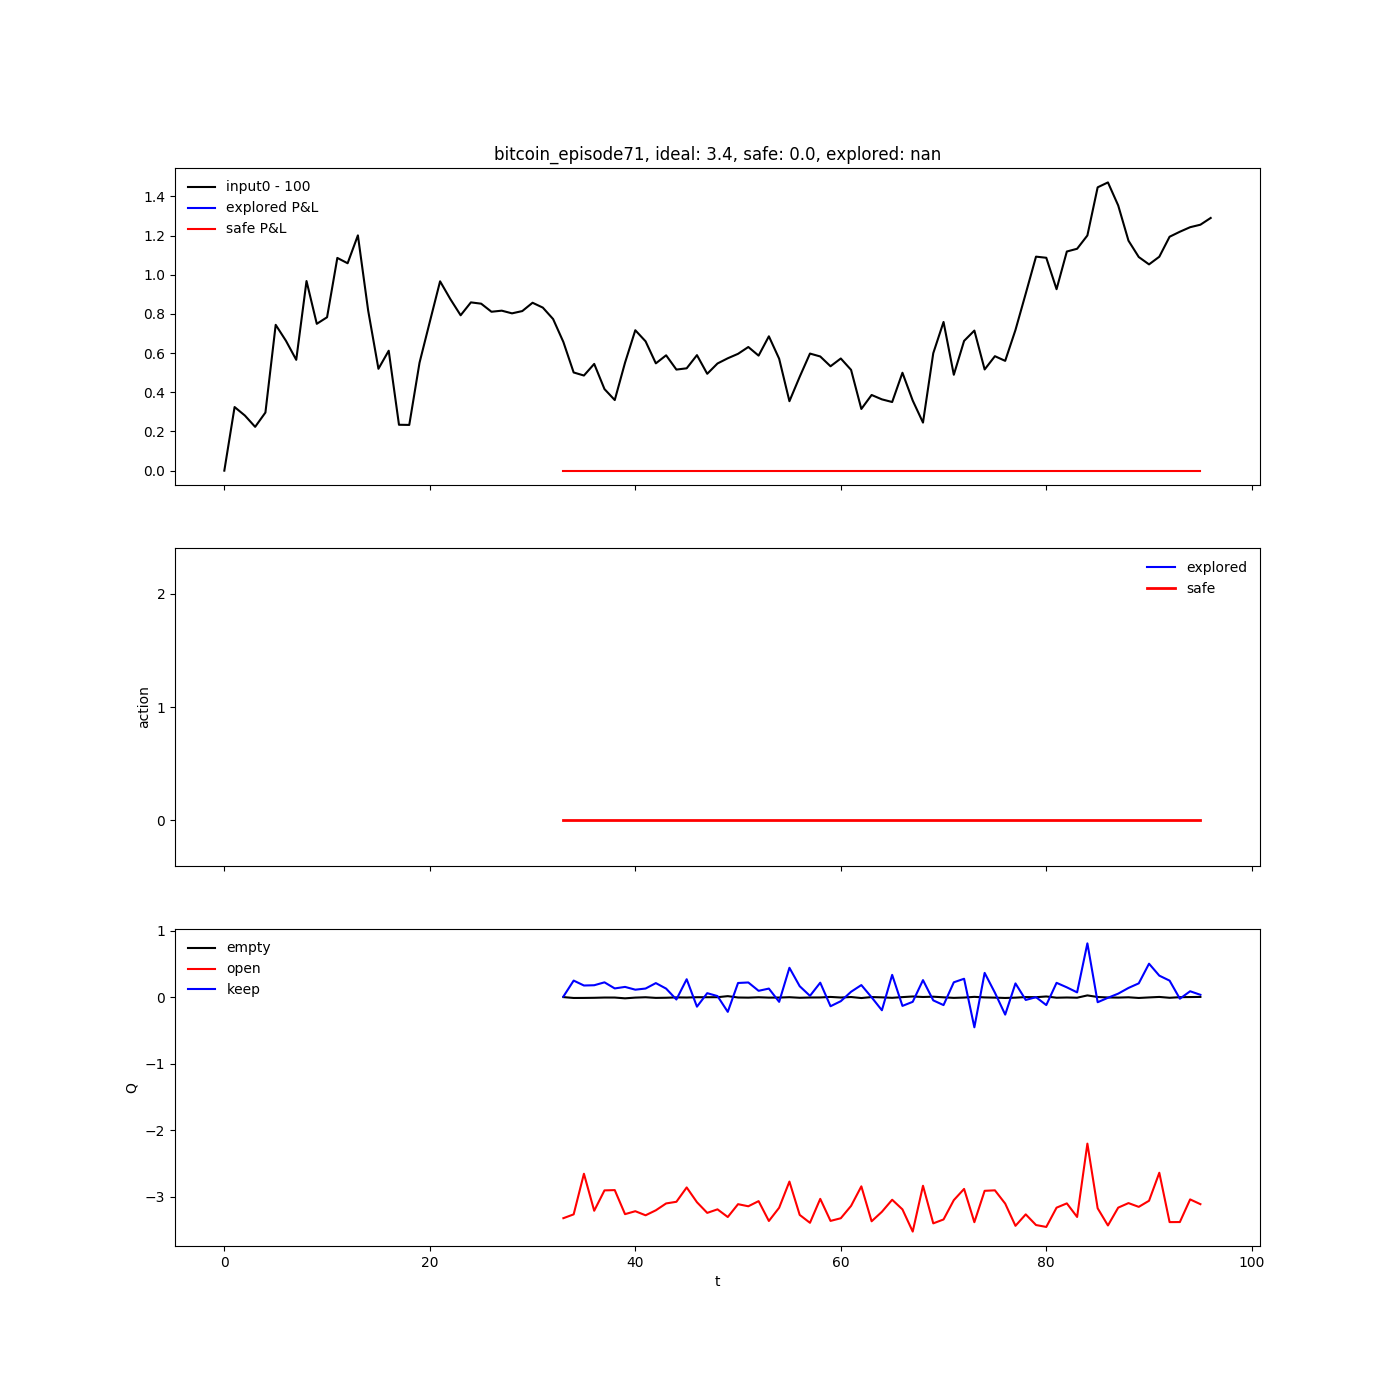 bitcoin_episode71, ideal: 3.4, safe: 0.0, explored: nan
input0 - 100
explored P&L
safe P&L
1.4
1.2
1.0
0.8
0.6
0.4
0.2
0.0
explored
safe
action
2
1
0
empty
open
keep
Q
1
0
−1
−2
−3
0 20 40 60 80 100
t